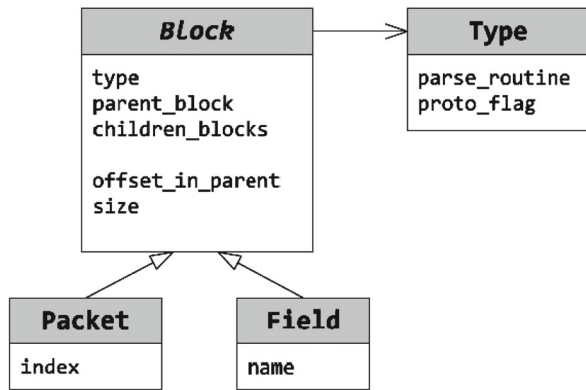 Block
type
parent_block
children_blocks
offset_in_parent
size
Type
parse_routine
proto_flag
Packet
index
Field
name